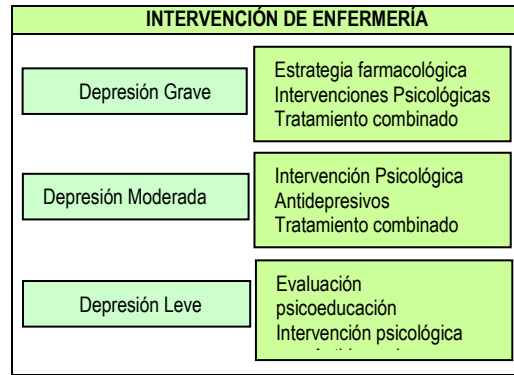 INTERVENCIÓN DE ENFERMERÍA
Depresión Grave
Estrategia farmacológica
Intervenciones Psicológicas
Tratamiento combinado
Depresión Moderada
Intervención Psicológica
Antidepresivos
Tratamiento combinado
Depresión Leve
Evaluación
psicoeducación
Intervención psicológica